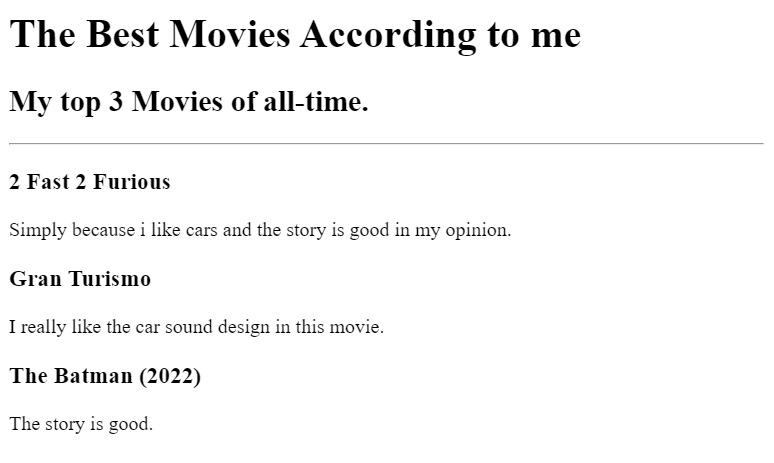 The Best Movies According to me
My top 3 Movies of all-time.
2 Fast 2 Furious
Simply because i like cars and the story is good in my opinion.
Gran Turismo
I really like the car sound design in this movie.
The Batman (2022)
The story is good.